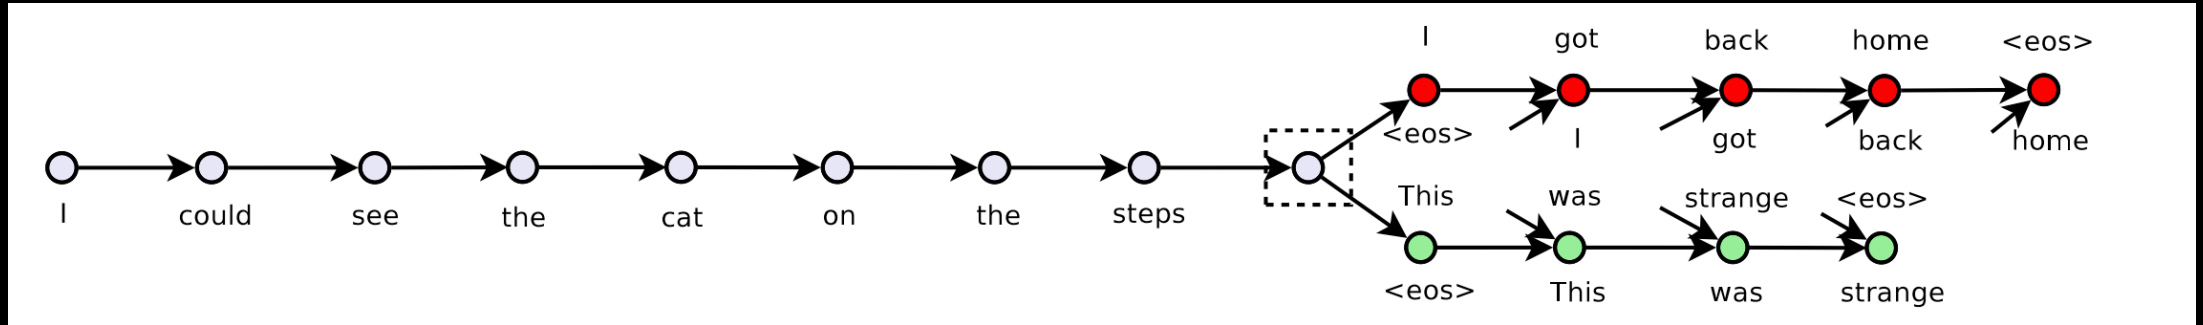 I got back home <eos>
<eos> I got back home
I could see the cat on the steps
This was strange <eos>
<eos> This was strange